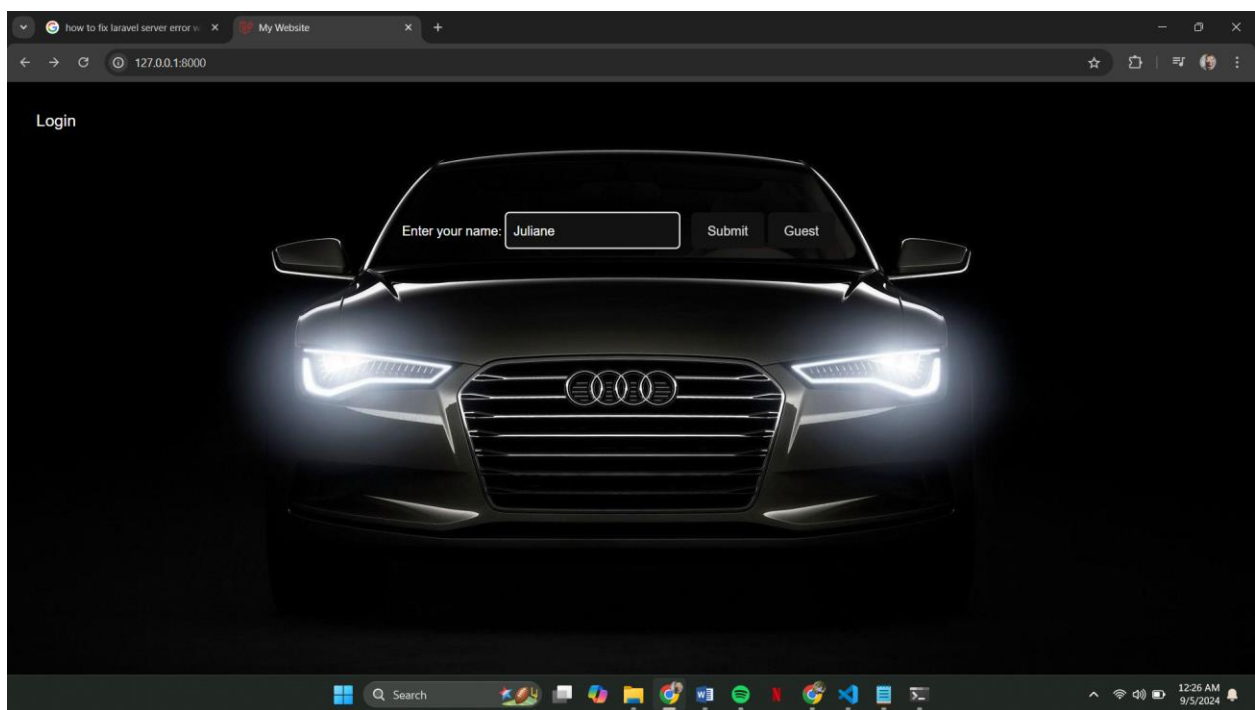 how to fix laravel server error w
My Website
127.0.0.1:8000
Login
Enter your name: Juliane Submit Guest
Search
12:26 AM
9/5/2024